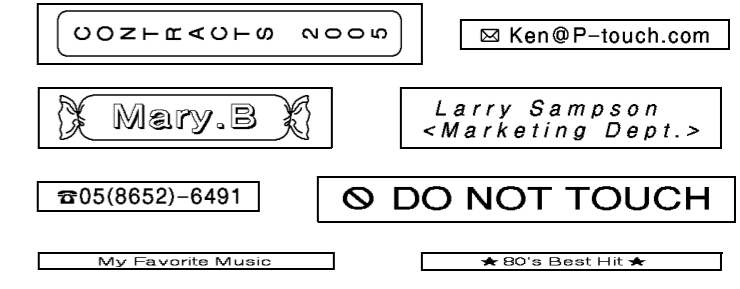 CONTRACTS 2005
✉ Ken@P-touch.com
Mary.B
Larry Sampson
<Marketing Dept.>
☎05(8652)-6491
🛇 DO NOT TOUCH
My Favorite Music
★ 80's Best Hit ★